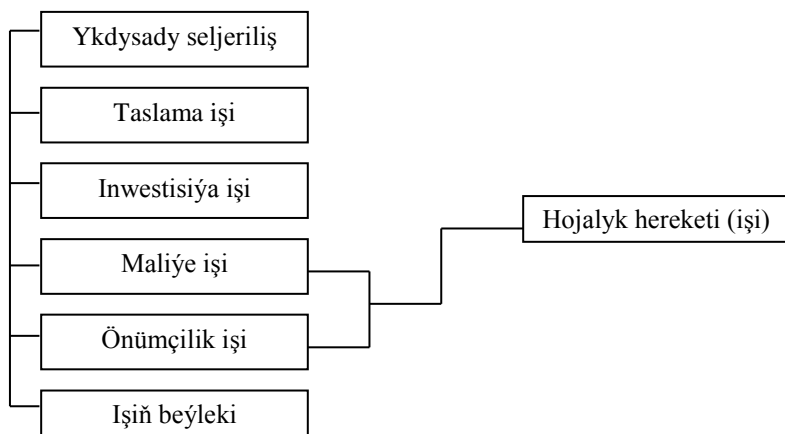 Ykdysady seljeriliş
Taslama işi
Inwestisiýa işi
Maliýe işi
Önümçilik işi
Işiň beýleki
Hojalyk hereketi (işi)